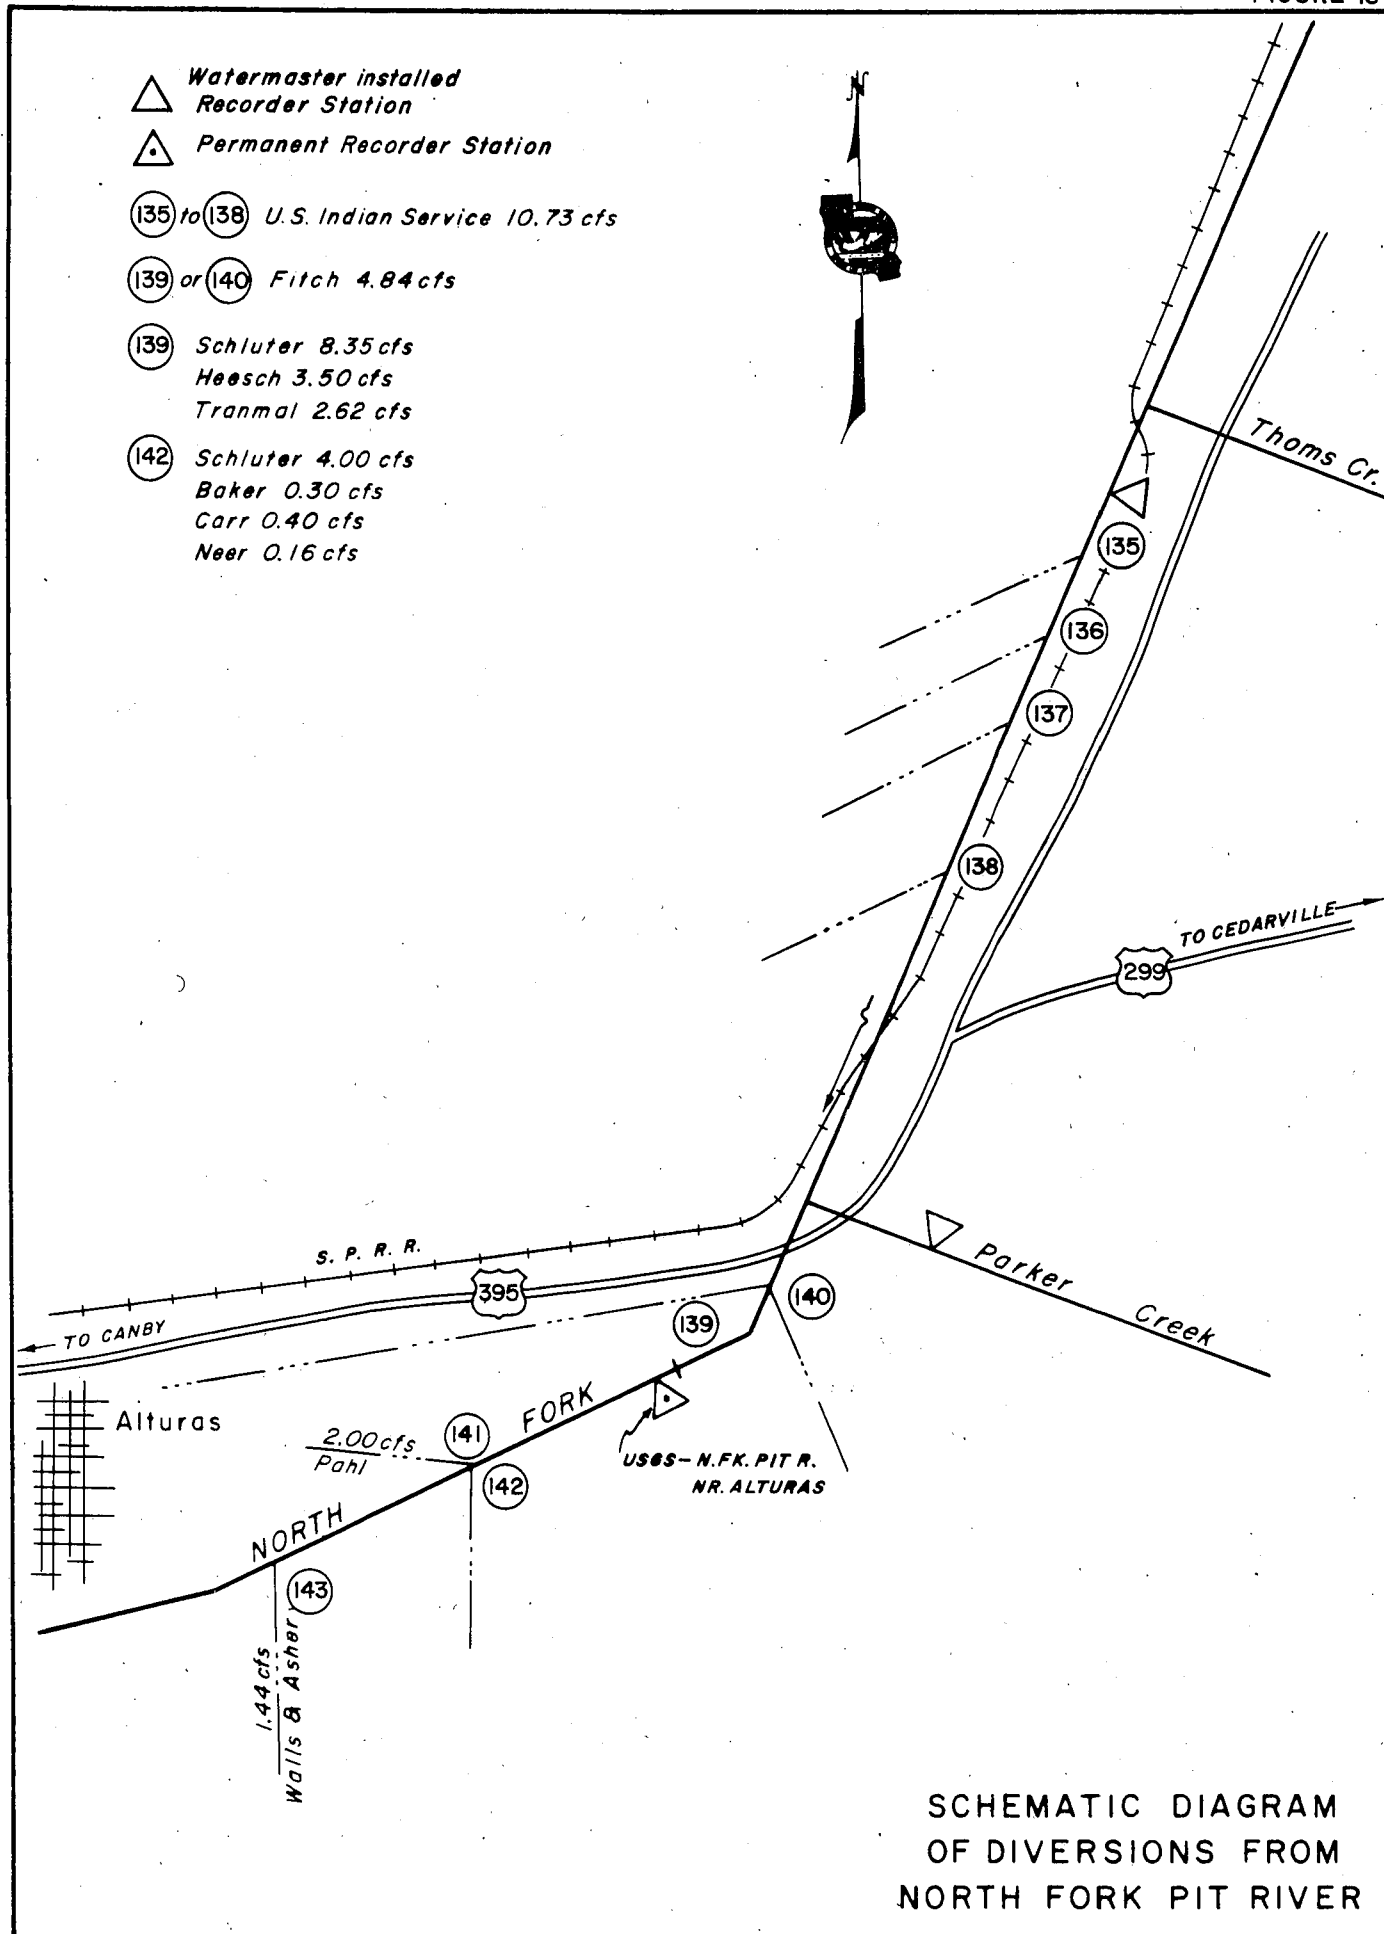 Watermaster installed
Recorder Station
Permanent Recorder Station
135 to 138 U.S. Indian Service 10.73 cfs
139 or 140 Fitch 4.84 cfs
139 Schluter 8.35 cfs
Heesch 3.50 cfs
Tranmal 2.62 cfs
142 Schluter 4.00 cfs
Baker 0.30 cfs
Carr 0.40 cfs
Neer 0.16 cfs
N
Thoms Cr.
135
136
137
138
TO CEDARVILLE
299
S. P. R. R.
395
TO CANBY
140
139
Parker Creek
Alturas
NORTH FORK
2.00 cfs
Pahl
141
142
USGS - N. FK. PIT R.
NR. ALTURAS
143
1.44 cfs
Walls & Asher
SCHEMATIC DIAGRAM
OF DIVERSIONS FROM
NORTH FORK PIT RIVER